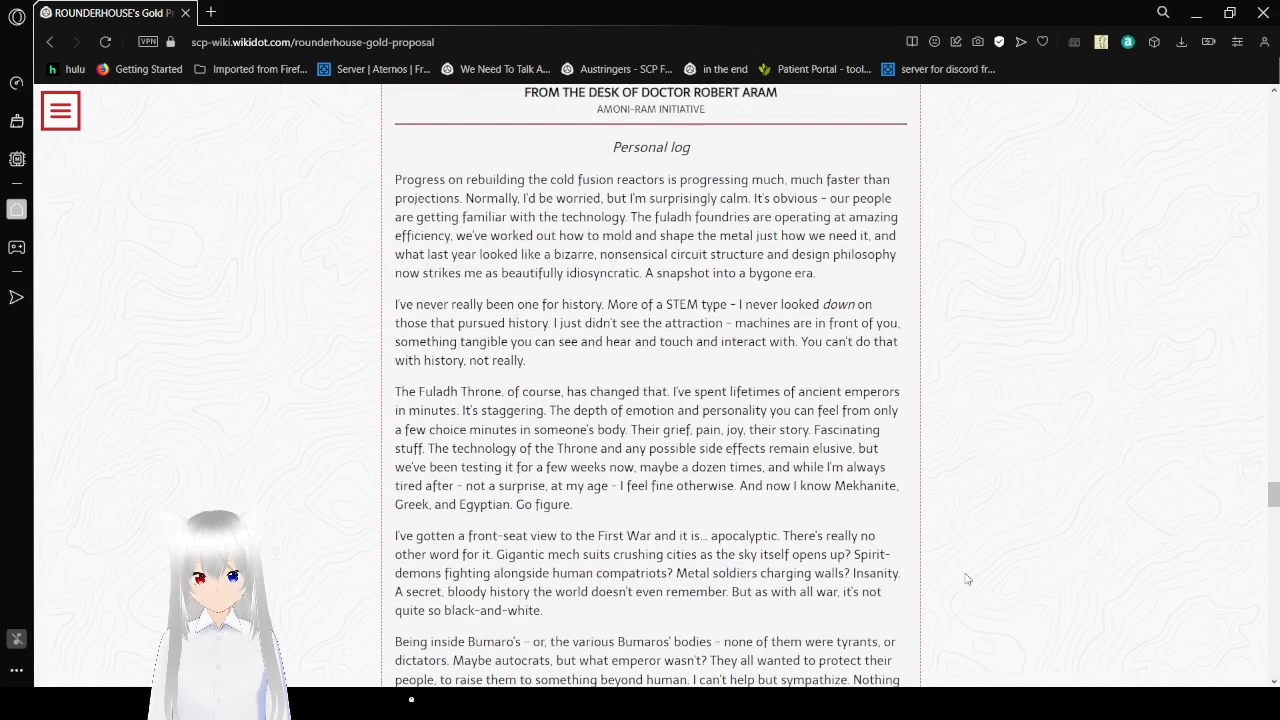 ROUNDERHOUSE's Gold P
VPN scp-wiki.wikidot.com/rounderhouse-gold-proposal
hulu Getting Started Imported from Firef... Server | Aternos | Fr... We Need To Talk A... Austringers - SCP F... in the end Patient Portal - tool... server for discord fr...
FROM THE DESK OF DOCTOR ROBERT ARAM
AMONI-RAM INITIATIVE
Personal log
Progress on rebuilding the cold fusion reactors is progressing much, much faster than
projections. Normally, I'd be worried, but I'm surprisingly calm. It's obvious – our people
are getting familiar with the technology. The fuladh foundries are operating at amazing
efficiency, we've worked out how to mold and shape the metal just how we need it, and
what last year looked like a bizarre, nonsensical circuit structure and design philosophy
now strikes me as beautifully idiosyncratic. A snapshot into a bygone era.
I've never really been one for history. More of a STEM type – I never looked down on
those that pursued history. I just didn't see the attraction – machines are in front of you,
something tangible you can see and hear and touch and interact with. You can't do that
with history, not really.
The Fuladh Throne, of course, has changed that. I've spent lifetimes of ancient emperors
in minutes. It's staggering. The depth of emotion and personality you can feel from only
a few choice minutes in someone's body. Their grief, pain, joy, their story. Fascinating
stuff. The technology of the Throne and any possible side effects remain elusive, but
we've been testing it for a few weeks now, maybe a dozen times, and while I'm always
tired after – not a surprise, at my age – I feel fine otherwise. And now I know Mekhanite,
Greek, and Egyptian. Go figure.
I've gotten a front-seat view to the First War and it is... apocalyptic. There's really no
other word for it. Gigantic mech suits crushing cities as the sky itself opens up? Spirit-
demons fighting alongside human compatriots? Metal soldiers charging walls? Insanity.
A secret, bloody history the world doesn't even remember. But as with all war, it's not
quite so black-and-white.
Being inside Bumaro's – or, the various Bumaros' bodies – none of them were tyrants, or
dictators. Maybe autocrats, but what emperor wasn't? They all wanted to protect their
people, to raise them to something beyond human. I can't help but sympathize. Nothing